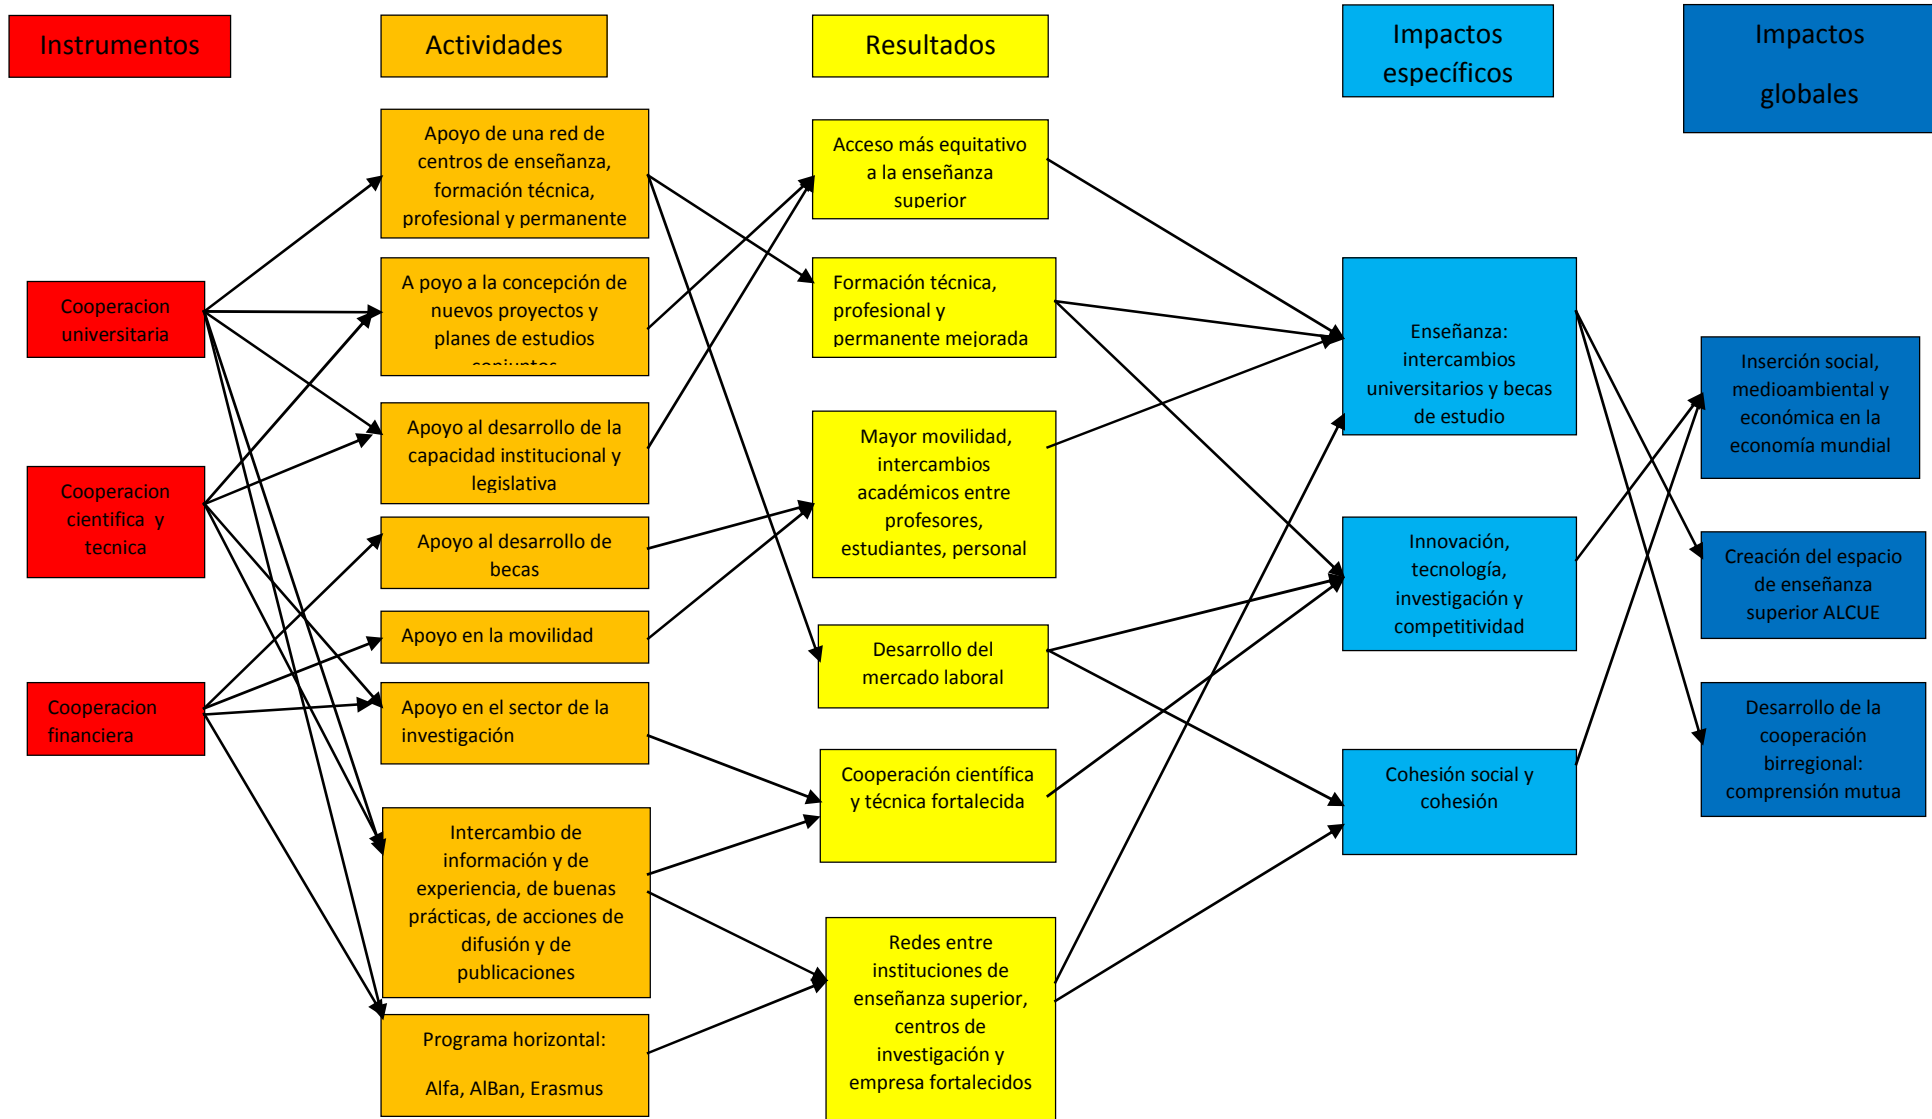 Instrumentos
Actividades
Resultados
Impactos
específicos
Impactos
globales
Cooperacion
universitaria
Cooperacion
cientifica y
tecnica
Cooperacion
financiera
Apoyo de una red de
centros de enseñanza,
formación técnica,
profesional y permanente
A poyo a la concepción de
nuevos proyectos y
planes de estudios
conjuntos
Apoyo al desarrollo de la
capacidad institucional y
legislativa
Apoyo al desarrollo de
becas
Apoyo en la movilidad
Apoyo en el sector de la
investigación
Intercambio de
información y de
experiencia, de buenas
prácticas, de acciones de
difusión y de
publicaciones
Programa horizontal:
Alfa, AlBan, Erasmus
Acceso más equitativo
a la enseñanza
superior
Formación técnica,
profesional y
permanente mejorada
Mayor movilidad,
intercambios
académicos entre
profesores,
estudiantes, personal
Desarrollo del
mercado laboral
Cooperación científica
y técnica fortalecida
Redes entre
instituciones de
enseñanza superior,
centros de
investigación y
empresa fortalecidos
Enseñanza:
intercambios
universitarios y becas
de estudio
Innovación,
tecnología,
investigación y
competitividad
Cohesión social y
cohesión
Inserción social,
medioambiental y
económica en la
economía mundial
Creación del espacio
de enseñanza
superior ALCUE
Desarrollo de la
cooperación
birregional:
comprensión mutua